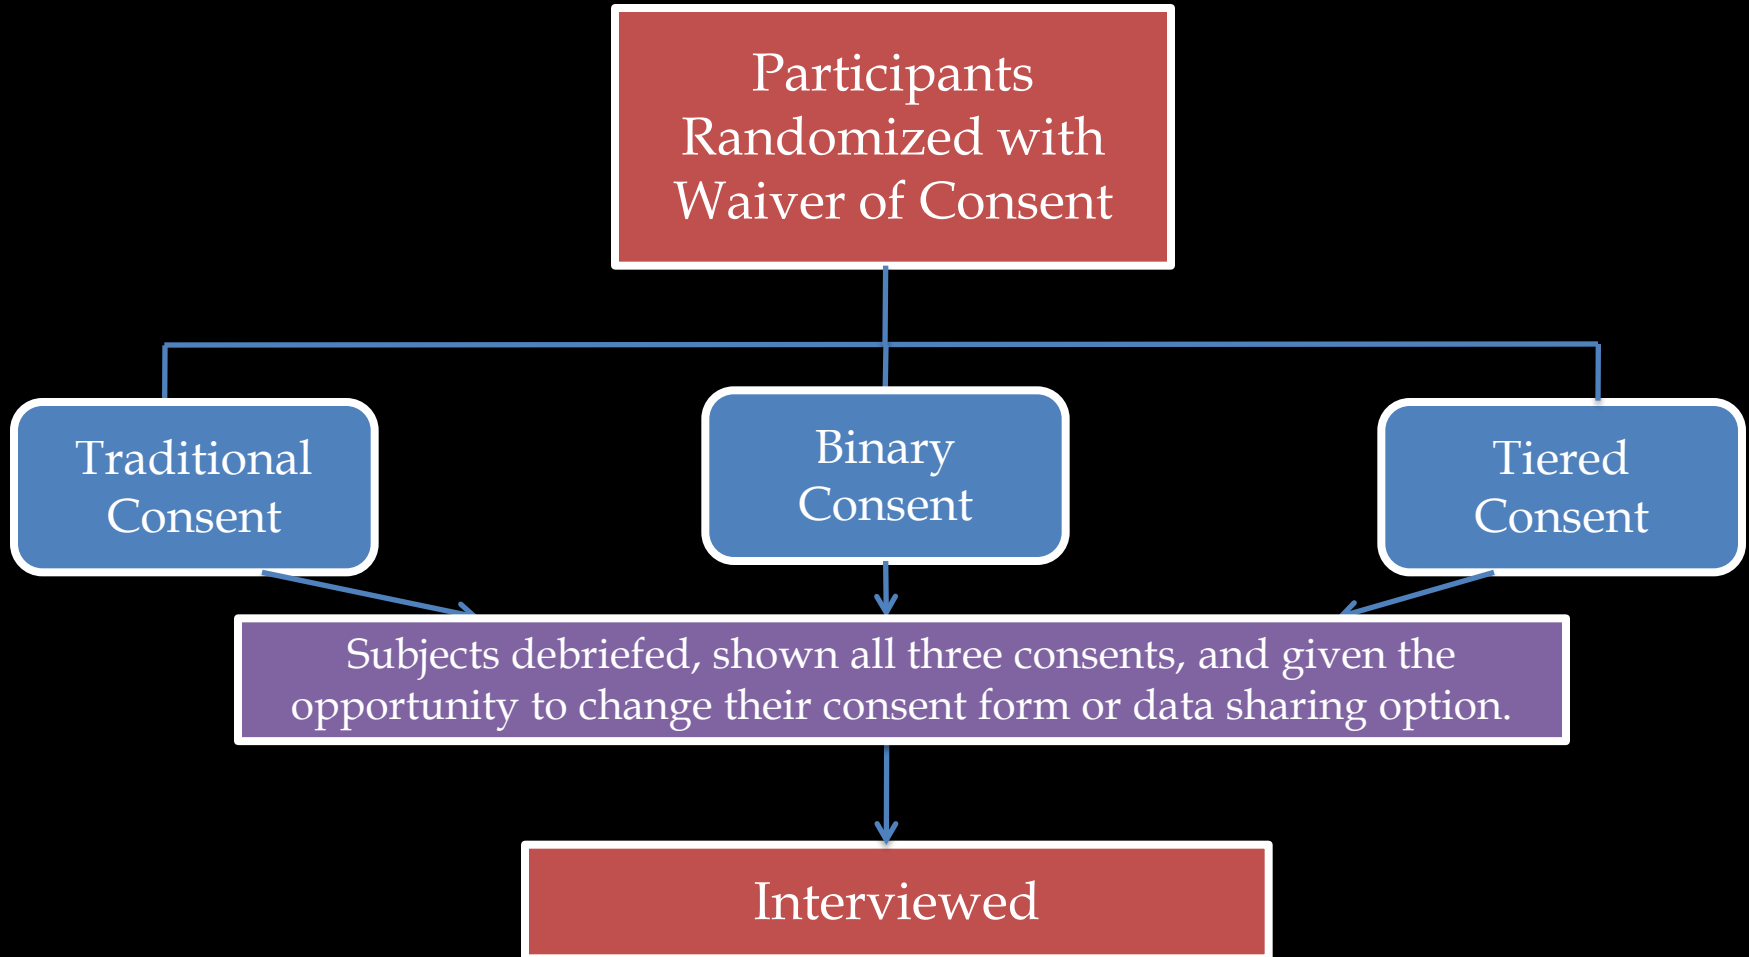 Participants
Randomized with
Waiver of Consent
Traditional
Consent
Binary
Consent
Tiered
Consent
Subjects debriefed, shown all three consents, and given the
opportunity to change their consent form or data sharing option.
Interviewed